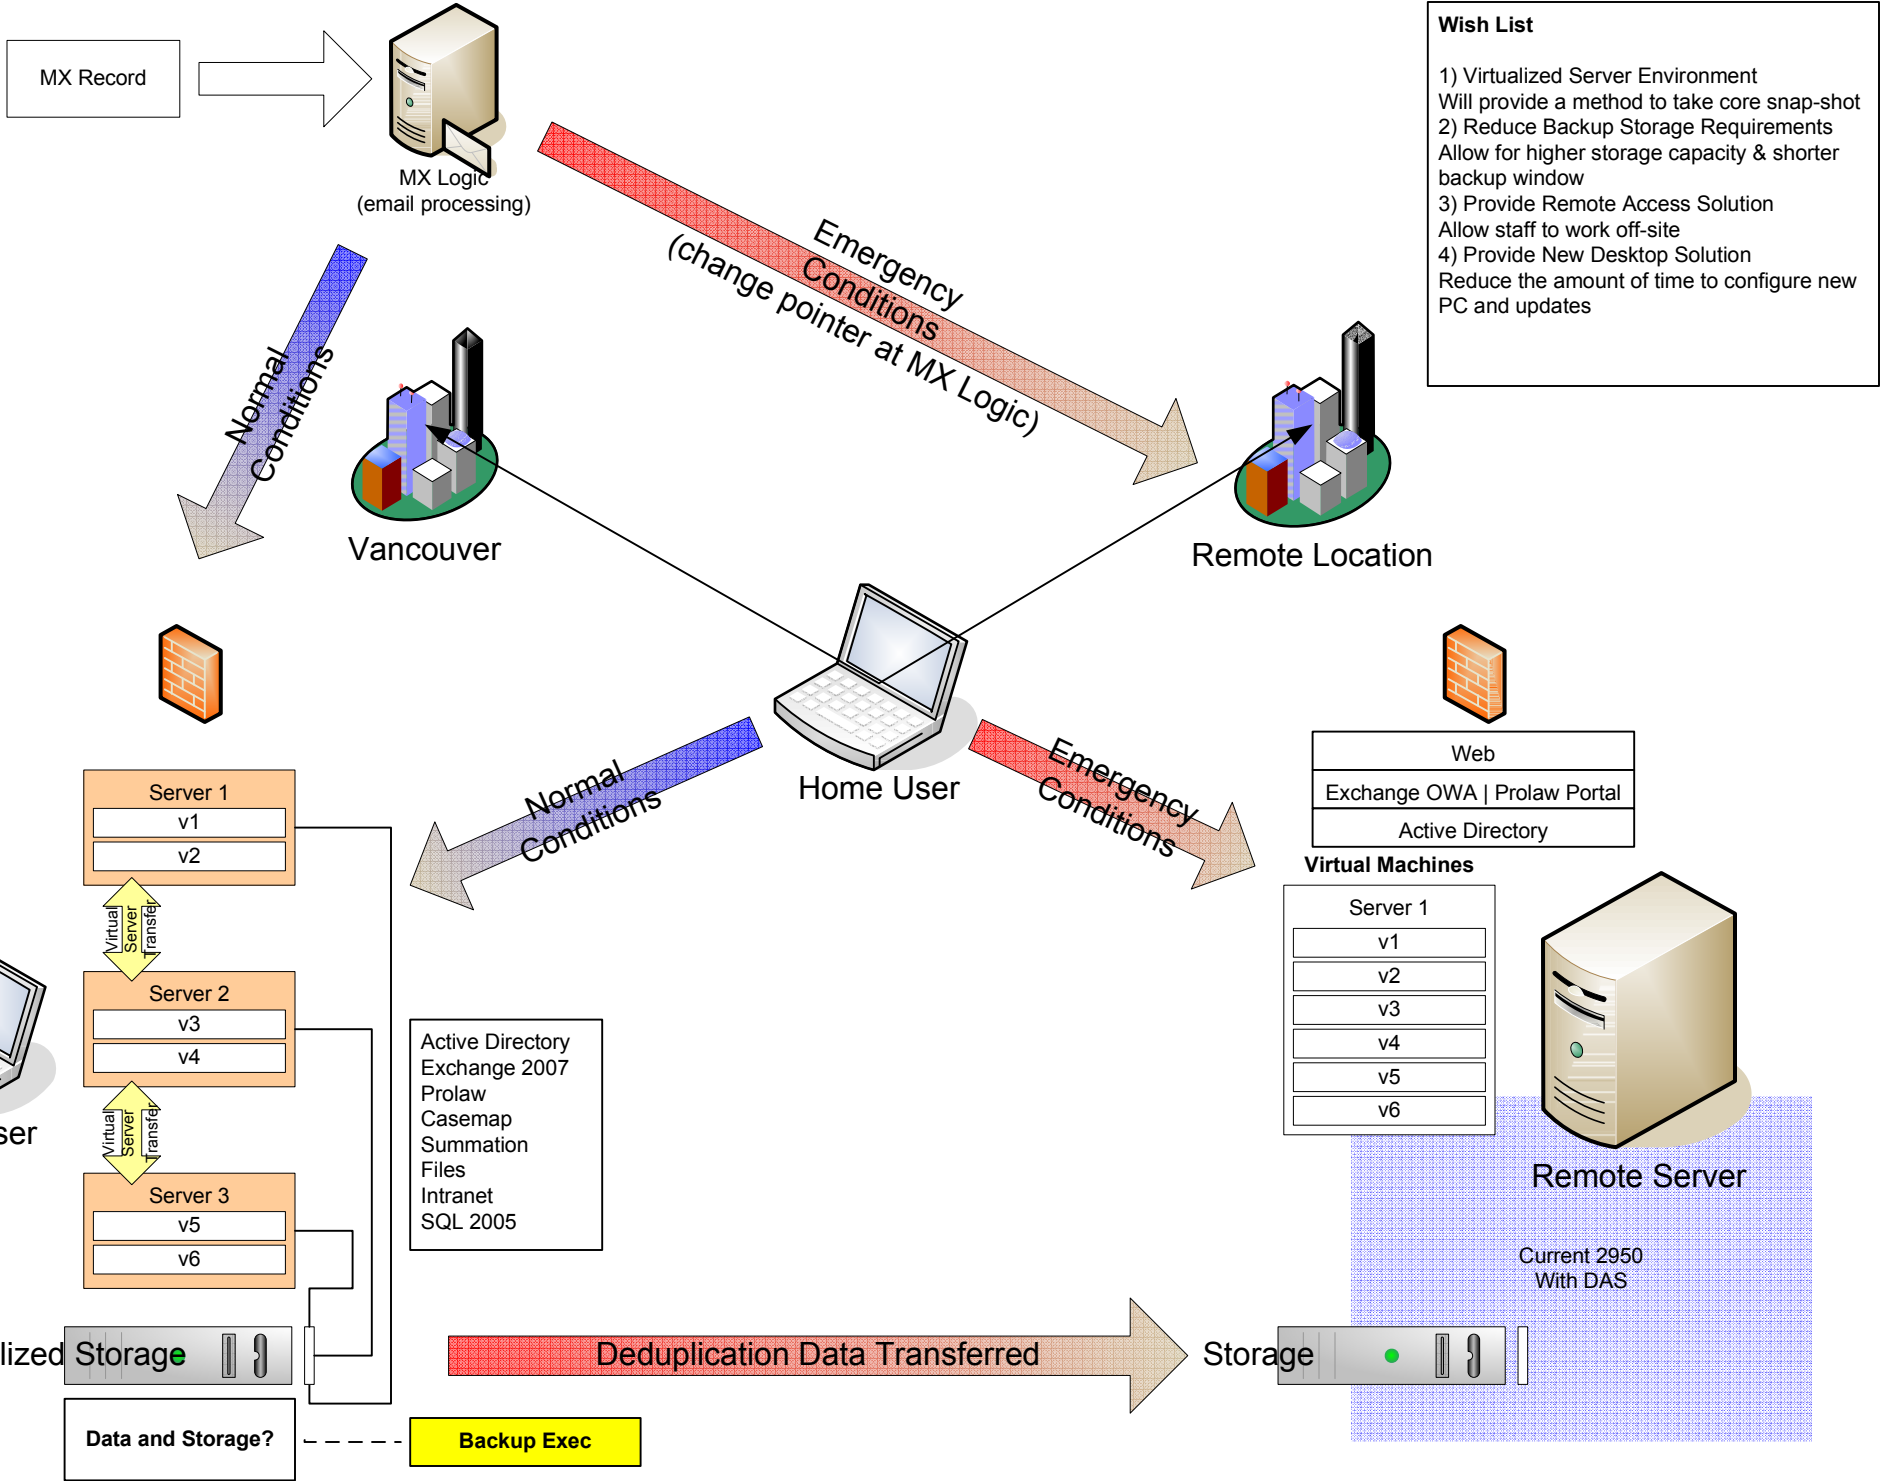 MX Record
MX Logic
(email processing)
Wish List
1) Virtualized Server Environment
Will provide a method to take core snap-shot
2) Reduce Backup Storage Requirements
Allow for higher storage capacity & shorter
backup window
3) Provide Remote Access Solution
Allow staff to work off-site
4) Provide New Desktop Solution
Reduce the amount of time to configure new
PC and updates
Emergency
Conditions
(change pointer at MX Logic)
Normal
Conditions
Vancouver
Remote Location
Home User
Normal
Conditions
Emergency
Conditions
Web
Exchange OWA | Prolaw Portal
Active Directory
Virtual Machines
Server 1
v1
v2
v3
v4
v5
v6
Remote Server
Current 2950
With DAS
Server 1
v1
v2
Virtual
Server
Transfer
Server 2
v3
v4
Virtual
Server
Transfer
Server 3
v5
v6
ser
Active Directory
Exchange 2007
Prolaw
Casemap
Summation
Files
Intranet
SQL 2005
lized Storage
Deduplication Data Transferred
Storage
Data and Storage?
Backup Exec